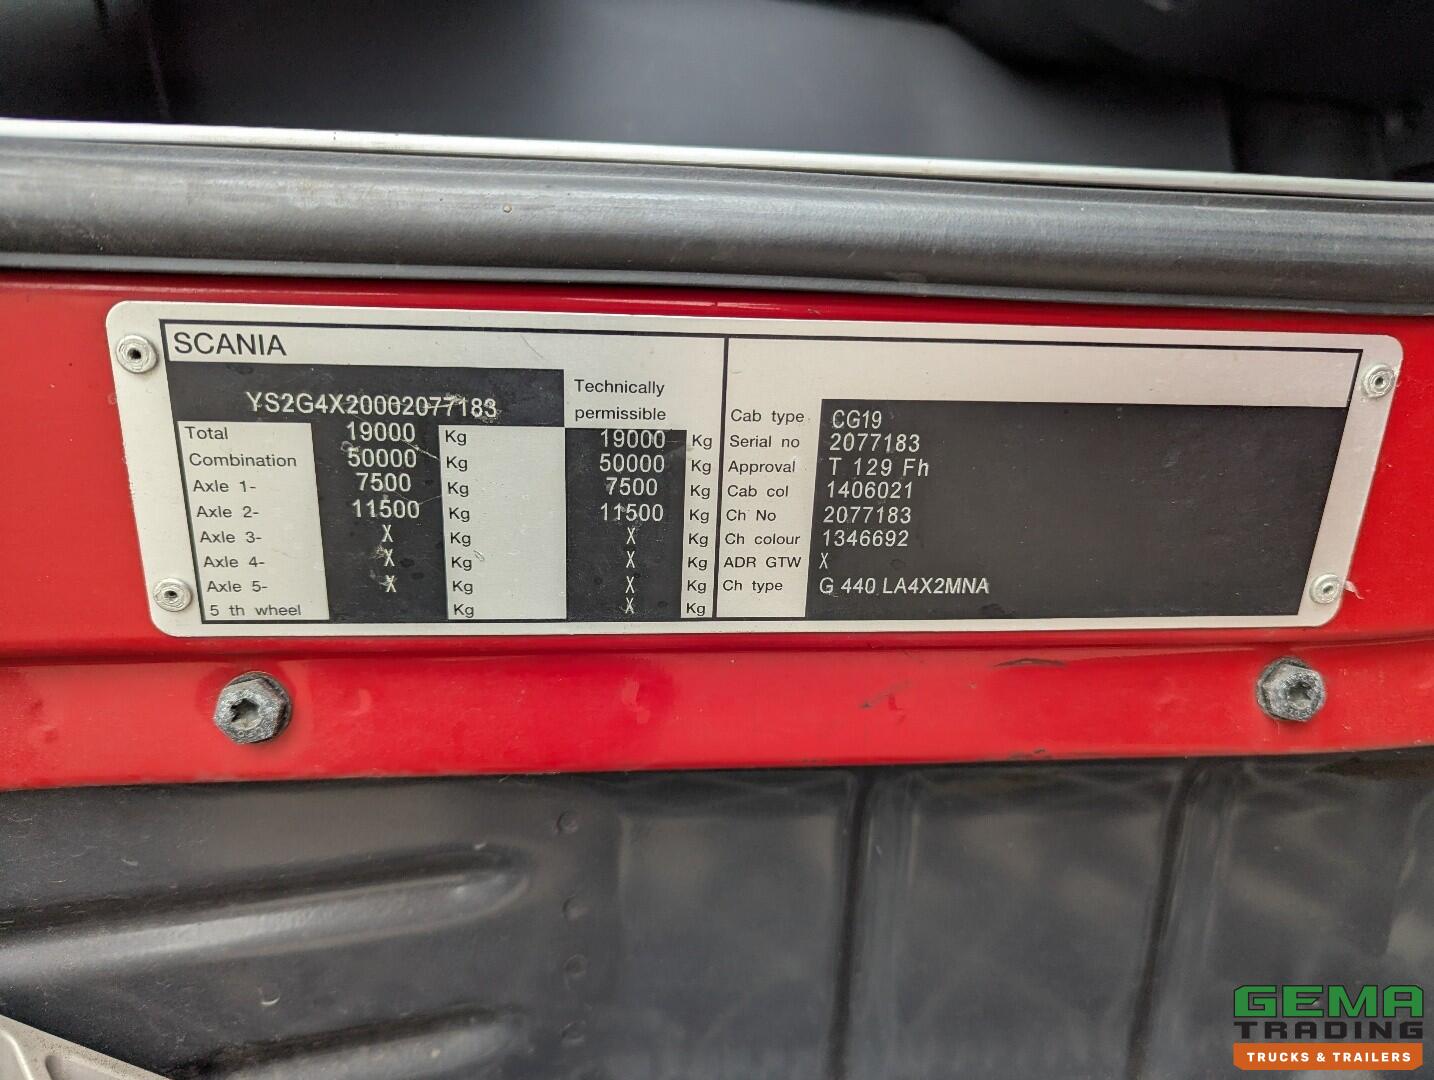 SCANIA
YS2G4X20002077183
Technically
permissible
Total 19000 Kg 19000 Kg
Combination 50000 Kg 50000 Kg
Axle 1- 7500 Kg 7500 Kg
Axle 2- 11500 Kg 11500 Kg
Axle 3- X Kg X Kg
Axle 4- X Kg X Kg
Axle 5- X Kg X Kg
5 th wheel Kg X Kg
Cab type CG19
Serial no 2077183
Approval T 129 Fh
Cab col 1406021
Ch No 2077183
Ch colour 1346692
ADR GTW X
Ch type G 440 LA4X2MNA
GEMA
TRADING
TRUCKS & TRAILERS